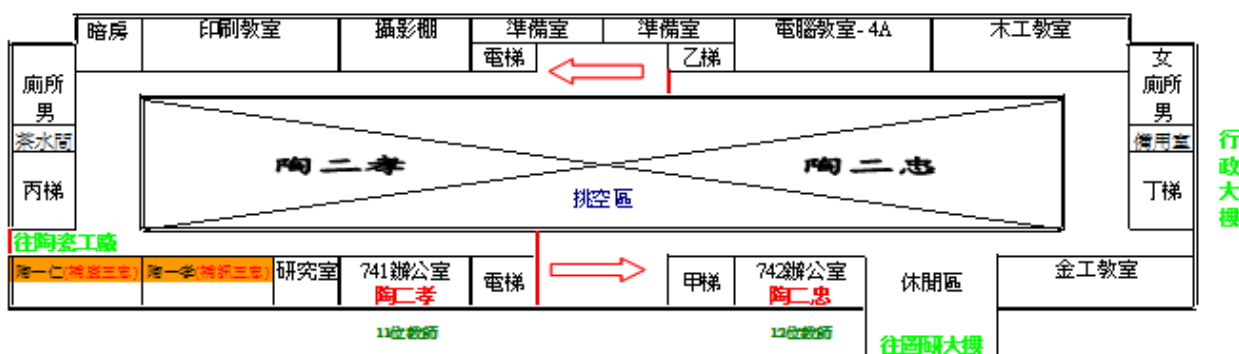 暗房
印刷教室
攝影棚
準備室
準備室
電腦教室-4A
木工教室
電梯
乙梯
廁所
男
茶水間
丙梯
女
廁所
男
備用室
丁梯
行政大樓
陶二孝
陶二忠
挑空區
往陶瓷工廠
陶一仁
陶一孝
研究室
741辦公室
陶二孝
電梯
甲梯
742辦公室
陶二忠
休閒區
金工教室
11位教師
12位教師
往圖研大樓